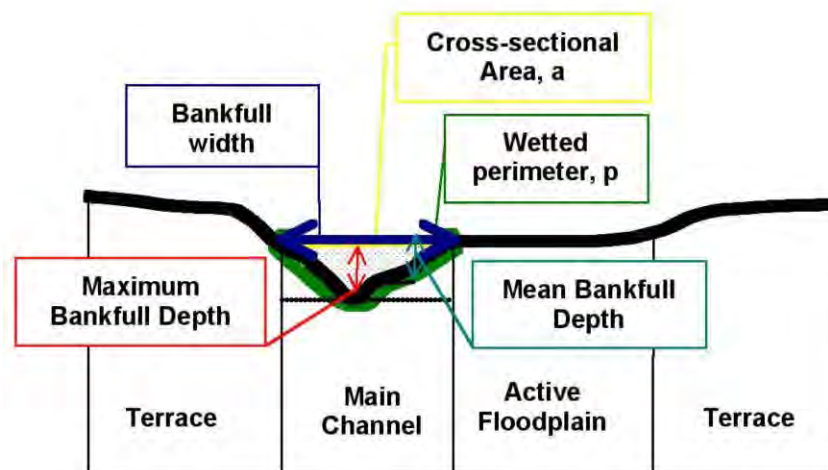 Cross-sectional
Area, a
Bankfull
width
Wetted
perimeter, p
Maximum
Bankfull Depth
Mean Bankfull
Depth
Terrace
Main
Channel
Active
Floodplain
Terrace